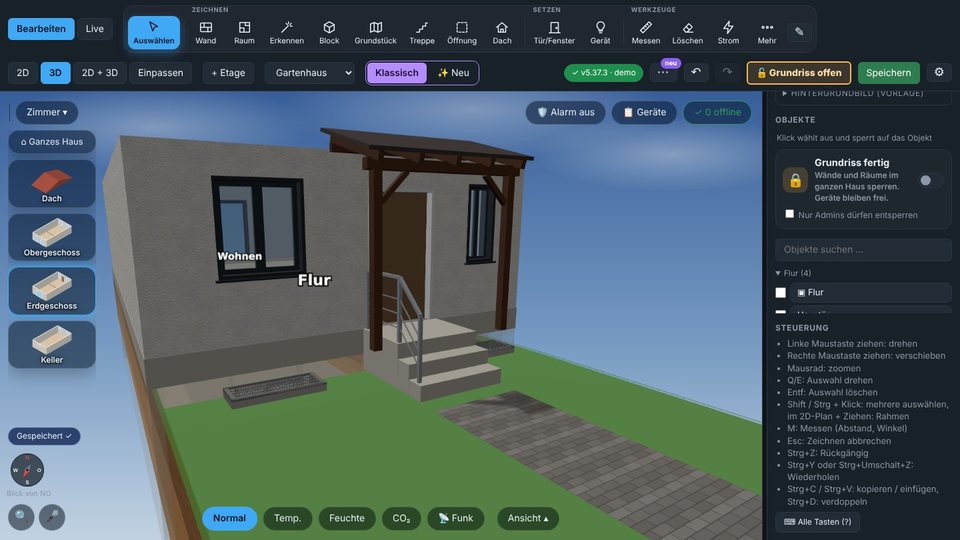 ZEICHNEN
SETZEN
WERKZEUGE
Bearbeiten
Live
Auswählen
Wand
Raum
Erkennen
Block
Grundstück
Treppe
Öffnung
Dach
Tür/Fenster
Gerät
Messen
Löschen
Strom
Mehr
2D
3D
2D + 3D
Einpassen
+ Etage
Gartenhaus
Klassisch
✨ Neu
✓ v5.37.3 · demo
neu
Grundriss offen
Speichern
Zimmer ▾
⌂ Ganzes Haus
Dach
Obergeschoss
Erdgeschoss
Keller
Gespeichert ✓
N
W
O
S
Blick von NO
Alarm aus
Geräte
✓ 0 offline
Wohnen
Flur
Normal
Temp.
Feuchte
CO₂
Funk
Ansicht ▴
▸ HINTERGRUNDBILD (VORLAGE)
OBJEKTE
Klick wählt aus und sperrt auf das Objekt
Grundriss fertig
Wände und Räume im
ganzen Haus sperren.
Geräte bleiben frei.
Nur Admins dürfen entsperren
Objekte suchen ...
▾ Flur (4)
▣ Flur
STEUERUNG
• Linke Maustaste ziehen: drehen
• Rechte Maustaste ziehen: verschieben
• Mausrad: zoomen
• Q/E: Auswahl drehen
• Entf: Auswahl löschen
• Shift / Strg + Klick: mehrere auswählen,
im 2D-Plan + Ziehen: Rahmen
• M: Messen (Abstand, Winkel)
• Esc: Zeichnen abbrechen
• Strg+Z: Rückgängig
• Strg+Y oder Strg+Umschalt+Z:
Wiederholen
• Strg+C / Strg+V: kopieren / einfügen,
Strg+D: verdoppeln
⌨ Alle Tasten (?)